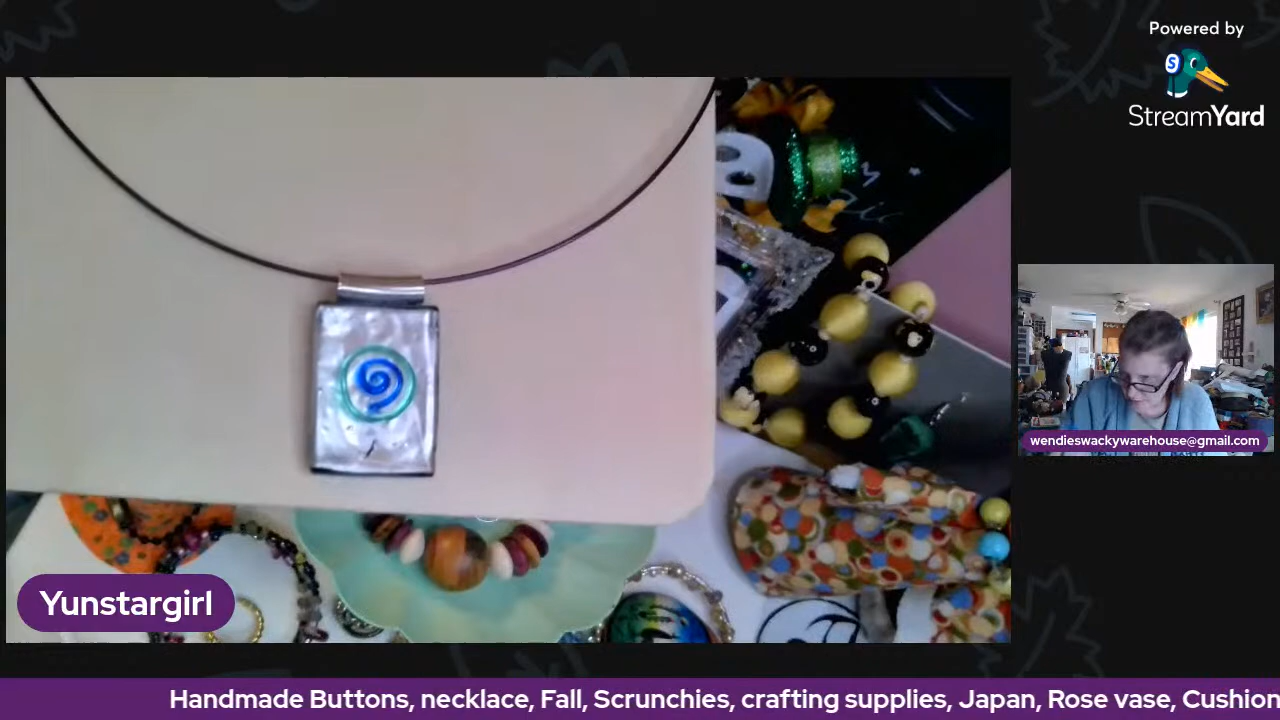 Powered by
S
StreamYard
wendieswackywarehouse@gmail.com
Yunstargirl
Handmade Buttons, necklace, Fall, Scrunchies, crafting supplies, Japan, Rose vase, Cushion